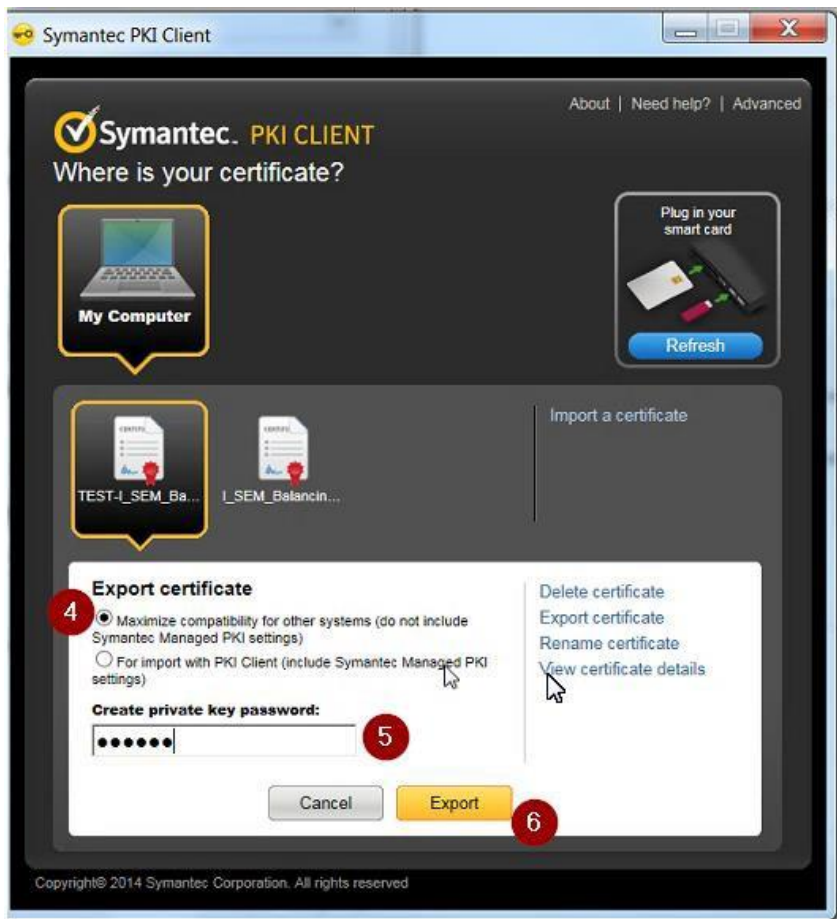 Symantec PKI Client
About | Need help? | Advanced
Symantec. PKI CLIENT
Where is your certificate?
Plug in your
smart card
My Computer
Refresh
Import a certificate
TEST-I_SEM_Ba...
I_SEM_Balancin...
Export certificate
4
Maximize compatibility for other systems (do not include
Symantec Managed PKI settings)
For import with PKI Client (include Symantec Managed PKI
settings)
Create private key password:
5
Delete certificate
Export certificate
Rename certificate
View certificate details
Cancel
Export
6
Copyright© 2014 Symantec Corporation. All rights reserved